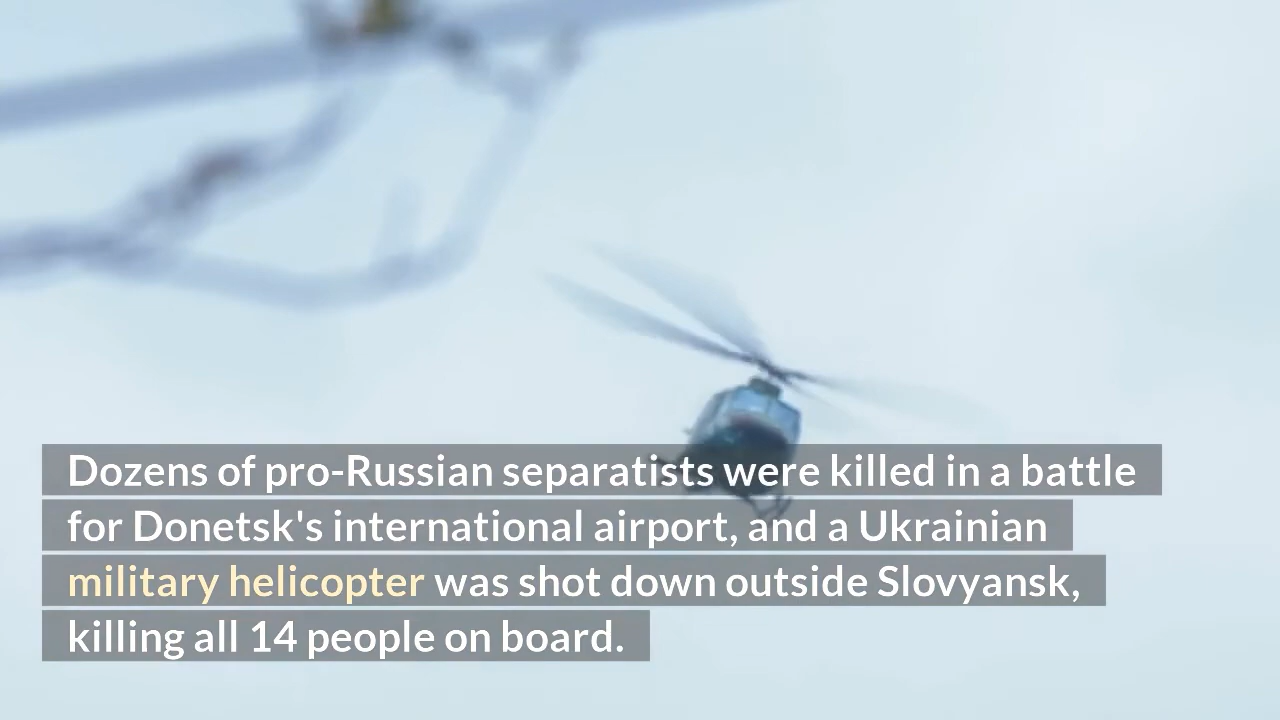 Dozens of pro-Russian separatists were killed in a battle
for Donetsk's international airport, and a Ukrainian
military helicopter was shot down outside Slovyansk,
killing all 14 people on board.